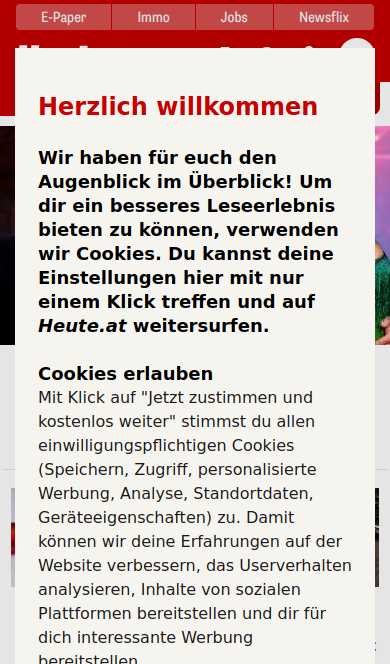 E-Paper
Immo
Jobs
Newsflix
Herzlich willkommen
Wir haben für euch den
Augenblick im Überblick! Um
dir ein besseres Leseerlebnis
bieten zu können, verwenden
wir Cookies. Du kannst deine
Einstellungen hier mit nur
einem Klick treffen und auf
Heute.at weitersurfen.
Cookies erlauben
Mit Klick auf "Jetzt zustimmen und
kostenlos weiter" stimmst du allen
einwilligungspflichtigen Cookies
(Speichern, Zugriff, personalisierte
Werbung, Analyse, Standortdaten,
Geräteeigenschaften) zu. Damit
können wir deine Erfahrungen auf der
Website verbessern, das Userverhalten
analysieren, Inhalte von sozialen
Plattformen bereitstellen und dir für
dich interessante Werbung
bereitstellen